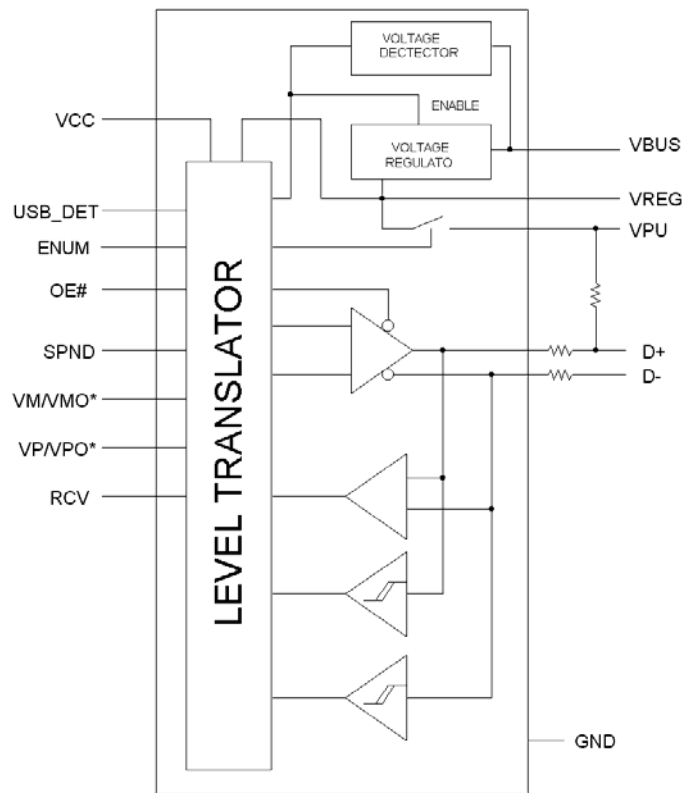 VOLTAGE
DECTECTOR
ENABLE
VCC
VOLTAGE
REGULATO
VBUS
VREG
USB_DET
VPU
ENUM
OE#
SPND
D+
D-
VM/VMO*
VP/VPO*
RCV
LEVEL TRANSLATOR
GND